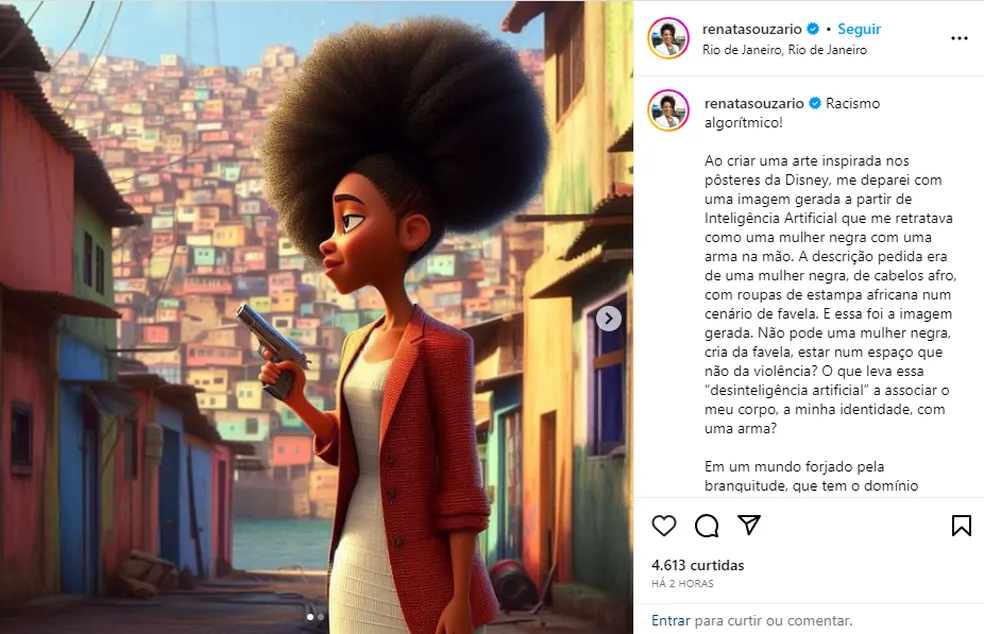 renatasouzario • Seguir
Rio de Janeiro, Rio de Janeiro
renatasouzario Racismo
algorítmico!
Ao criar uma arte inspirada nos
pôsteres da Disney, me deparei com
uma imagem gerada a partir de
Inteligência Artificial que me retratava
como uma mulher negra com uma
arma na mão. A descrição pedida era
de uma mulher negra, de cabelos afro,
com roupas de estampa africana num
cenário de favela. E essa foi a imagem
gerada. Não pode uma mulher negra,
cria da favela, estar num espaço que
não da violência? O que leva essa
“desinteligência artificial” a associar o
meu corpo, a minha identidade, com
uma arma?
Em um mundo forjado pela
branquitude, que tem o domínio
4.613 curtidas
HÁ 2 HORAS
Entrar para curtir ou comentar.